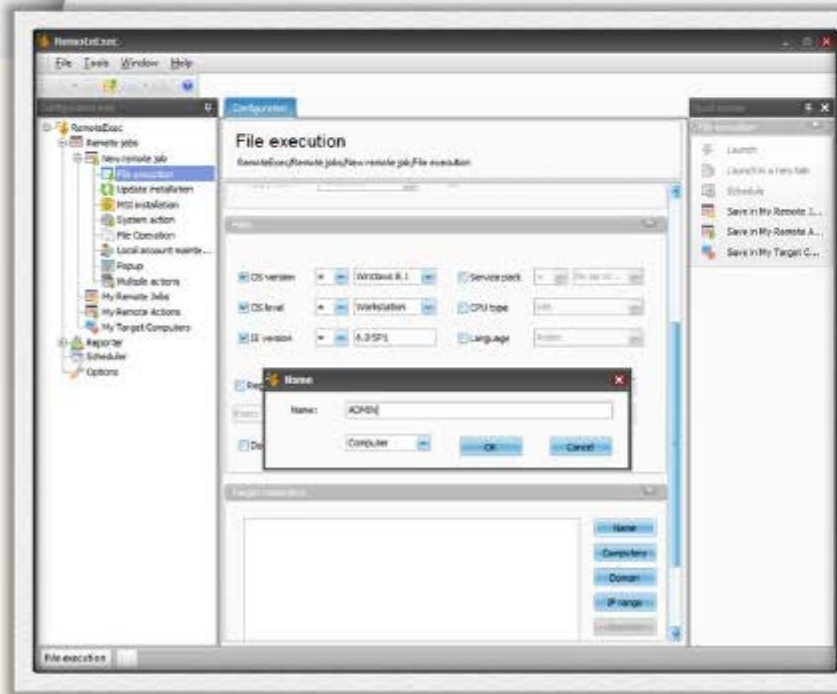 RemoteExec
File Tools Window Help
RemoteExec
Remote jobs
New remote job
File execution
Update installation
MSI installation
System action
File Operation
Local account mainte...
Popup
Multiple actions
My Remote Jobs
My Remote Actions
My Target Computers
Reporter
Scheduler
Options
Configuration
File execution
RemoteExec/Remote jobs/New remote job/File execution
OS version = Windows 8.1 Service pack
OS level = Workstation CPU type
IE version = 6.0 SP1 Language
Name
Name: ADMIN
Computer OK Cancel
Name
Computers
Domain
IP range
Launch
Launch in a new tab
Schedule
Save in My Remote J...
Save in My Remote A...
Save in My Target C...
File execution